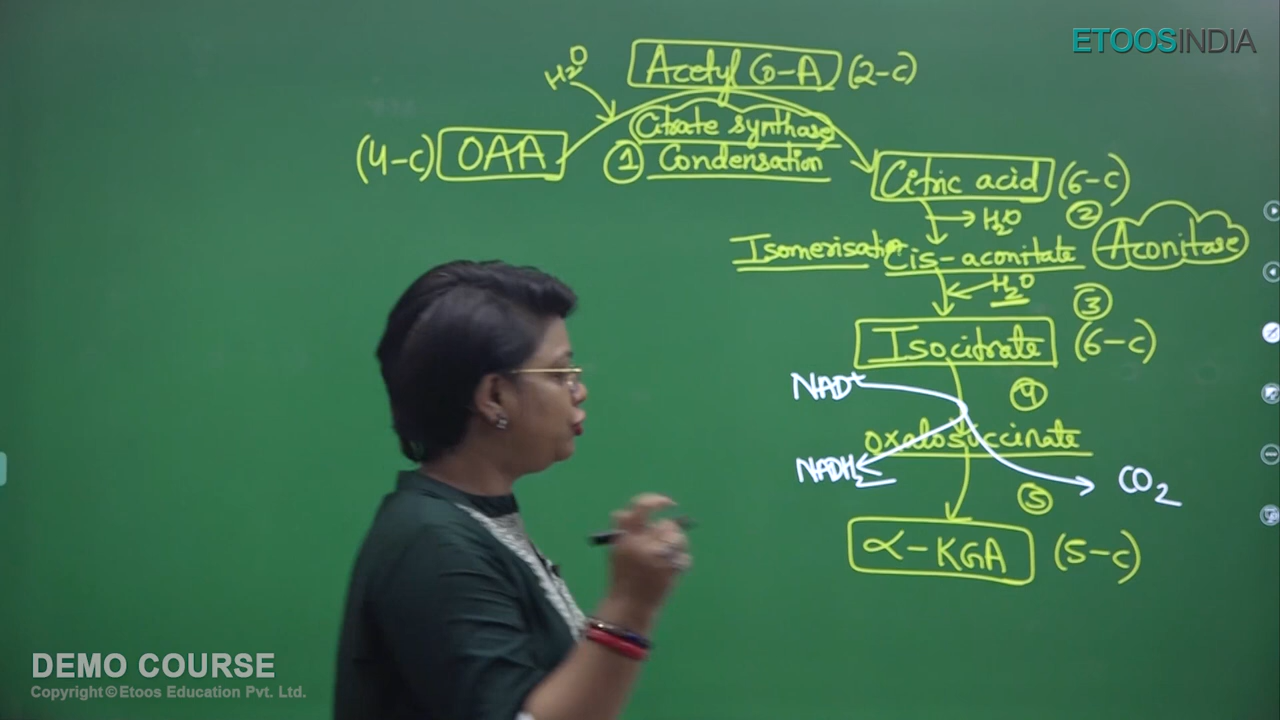 ETOOSINDIA
H2O
Acetyl Co-A (2-C)
Citrate synthase
(4-C) OAA
1 Condensation
Citric acid (6-C)
H2O
2
Isomerisation
Cis-aconitate
Aconitase
H2O
3
Isocitrate (6-C)
NAD+
4
oxalosuccinate
NADH2
CO2
5
α-KGA (5-C)
DEMO COURSE
Copyright © Etoos Education Pvt. Ltd.